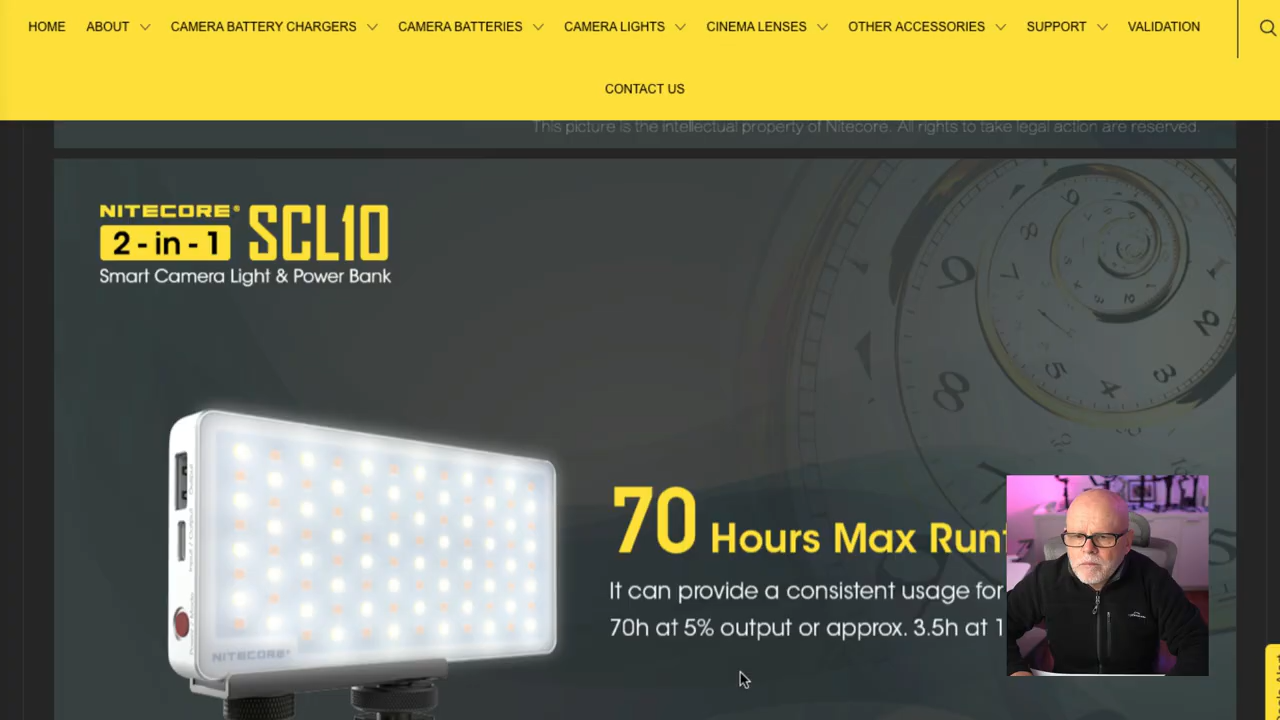 HOME ABOUT CAMERA BATTERY CHARGERS CAMERA BATTERIES CAMERA LIGHTS CINEMA LENSES OTHER ACCESSORIES SUPPORT VALIDATION
CONTACT US
This picture is the intellectual property of Nitecore. All rights to take legal action are reserved.
NITECORE®
2-in-1 SCL10
Smart Camera Light & Power Bank
70 Hours Max Runt
It can provide a consistent usage for
70h at 5% output or approx. 3.5h at 1
NITECORE®